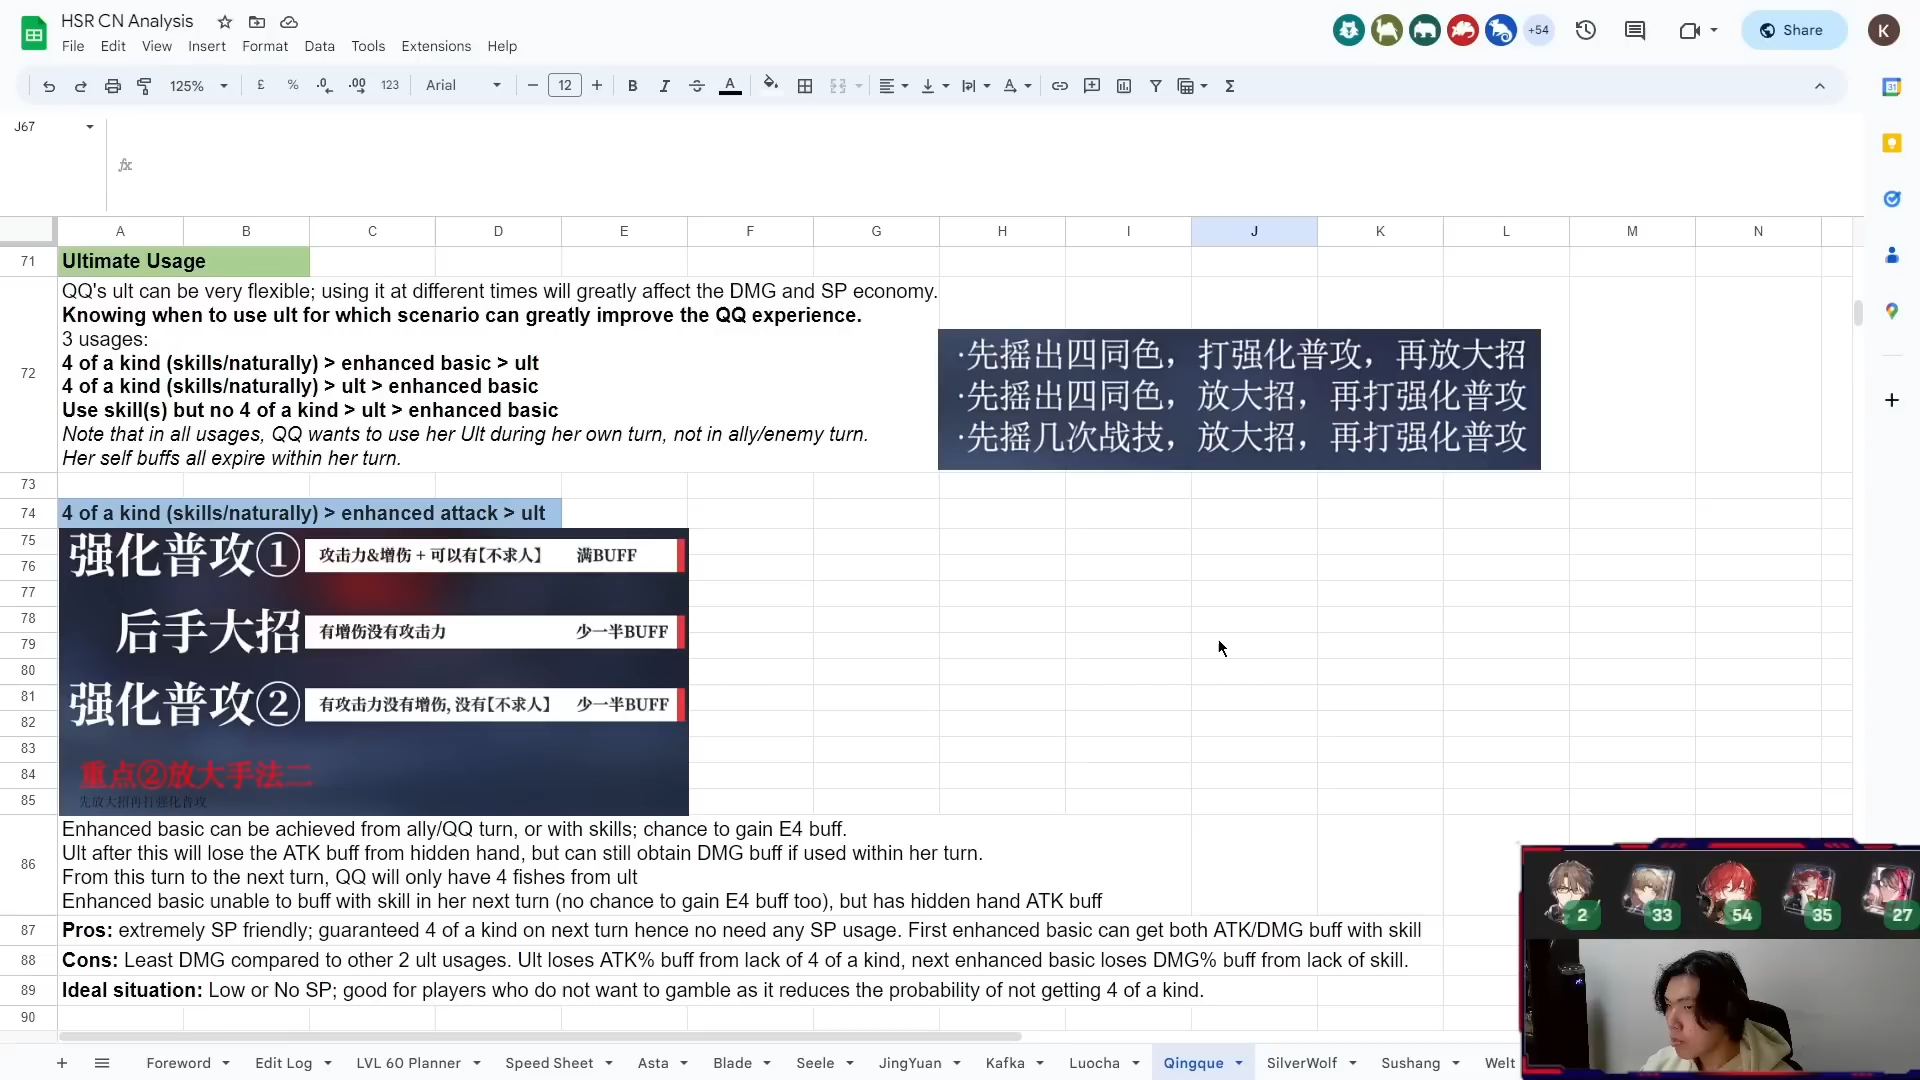 HSR CN Analysis
+54
Share
K
File Edit View Insert Format Data Tools Extensions Help
125% £ % .0 .00 123 Arial 12 B I A Σ
31
J67
fx
A B C D E F G H I J K L M N
71 Ultimate Usage
QQ's ult can be very flexible; using it at different times will greatly affect the DMG and SP economy.
Knowing when to use ult for which scenario can greatly improve the QQ experience.
3 usages:
4 of a kind (skills/naturally) > enhanced basic > ult
72
4 of a kind (skills/naturally) > ult > enhanced basic
Use skill(s) but no 4 of a kind > ult > enhanced basic
Note that in all usages, QQ wants to use her Ult during her own turn, not in ally/enemy turn.
Her self buffs all expire within her turn.
·先摇出四同色，打强化普攻，再放大招
·先摇出四同色，放大招，再打强化普攻
·先摇几次战技，放大招，再打强化普攻
73
74 4 of a kind (skills/naturally) > enhanced attack > ult
75
76
77
78
79
80
81
82
83
84
85
强化普攻① 攻击力&增伤 + 可以有【不求人】 满BUFF
后手大招 有增伤没有攻击力 少一半BUFF
强化普攻② 有攻击力没有增伤, 没有【不求人】 少一半BUFF
重点②放大手法二
先放大招再打强化普攻
Enhanced basic can be achieved from ally/QQ turn, or with skills; chance to gain E4 buff.
Ult after this will lose the ATK buff from hidden hand, but can still obtain DMG buff if used within her turn.
86
From this turn to the next turn, QQ will only have 4 fishes from ult
Enhanced basic unable to buff with skill in her next turn (no chance to gain E4 buff too), but has hidden hand ATK buff
87 Pros: extremely SP friendly; guaranteed 4 of a kind on next turn hence no need any SP usage. First enhanced basic can get both ATK/DMG buff with skill
88 Cons: Least DMG compared to other 2 ult usages. Ult loses ATK% buff from lack of 4 of a kind, next enhanced basic loses DMG% buff from lack of skill.
89 Ideal situation: Low or No SP; good for players who do not want to gamble as it reduces the probability of not getting 4 of a kind.
90
2 33 54 35 27
Foreword Edit Log LVL 60 Planner Speed Sheet Asta Blade Seele JingYuan Kafka Luocha Qingque SilverWolf Sushang Welt